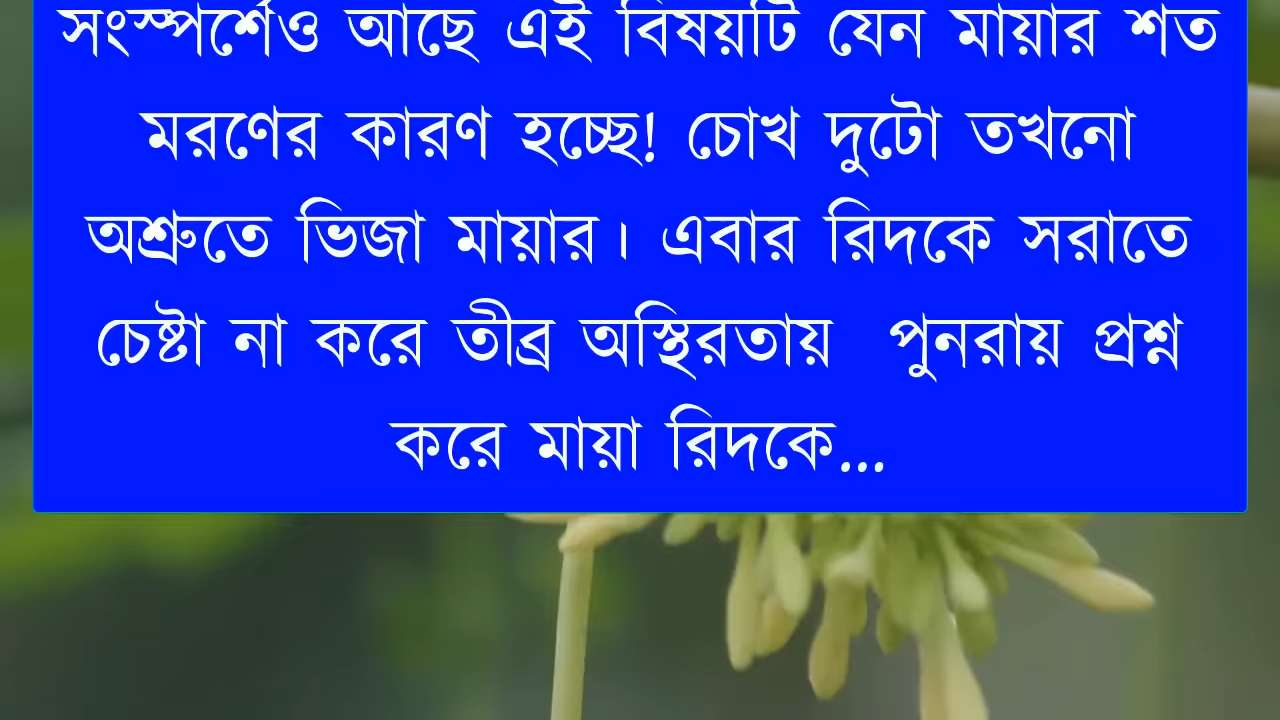 সংস্পর্শেও আছে এই বিষয়টি যেন মায়ার শত
মরণের কারণ হচ্ছে! চোখ দুটো তখনো
অশ্রুতে ভিজা মায়ার। এবার রিদকে সরাতে
চেষ্টা না করে তীব্র অস্থিরতায় পুনরায় প্রশ্ন
করে মায়া রিদকে...